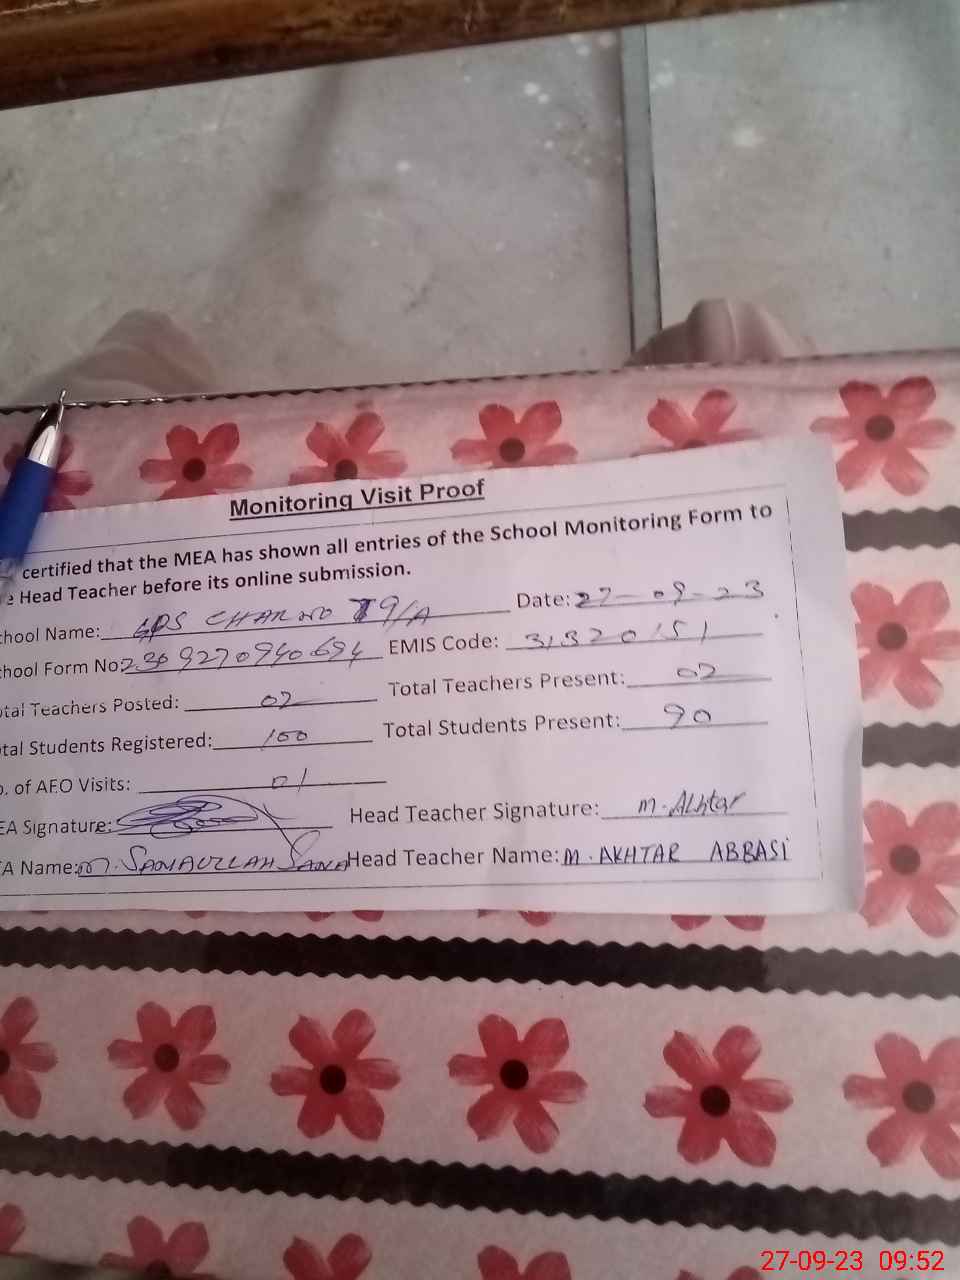 Monitoring Visit Proof
certified that the MEA has shown all entries of the School Monitoring Form to
e Head Teacher before its online submission.
chool Name: GPS CHAK NO 9/A Date: 27-09-23
chool Form No: 2309270940694 EMIS Code: 31320151
otal Teachers Posted: 02 Total Teachers Present: 02
tal Students Registered: 100 Total Students Present: 90
o. of AEO Visits: 01
EA Signature: Head Teacher Signature: M. Akhtar
A Name: M. SANAULLAH SANA Head Teacher Name: M. AKHTAR ABBASI
27-09-23 09:52